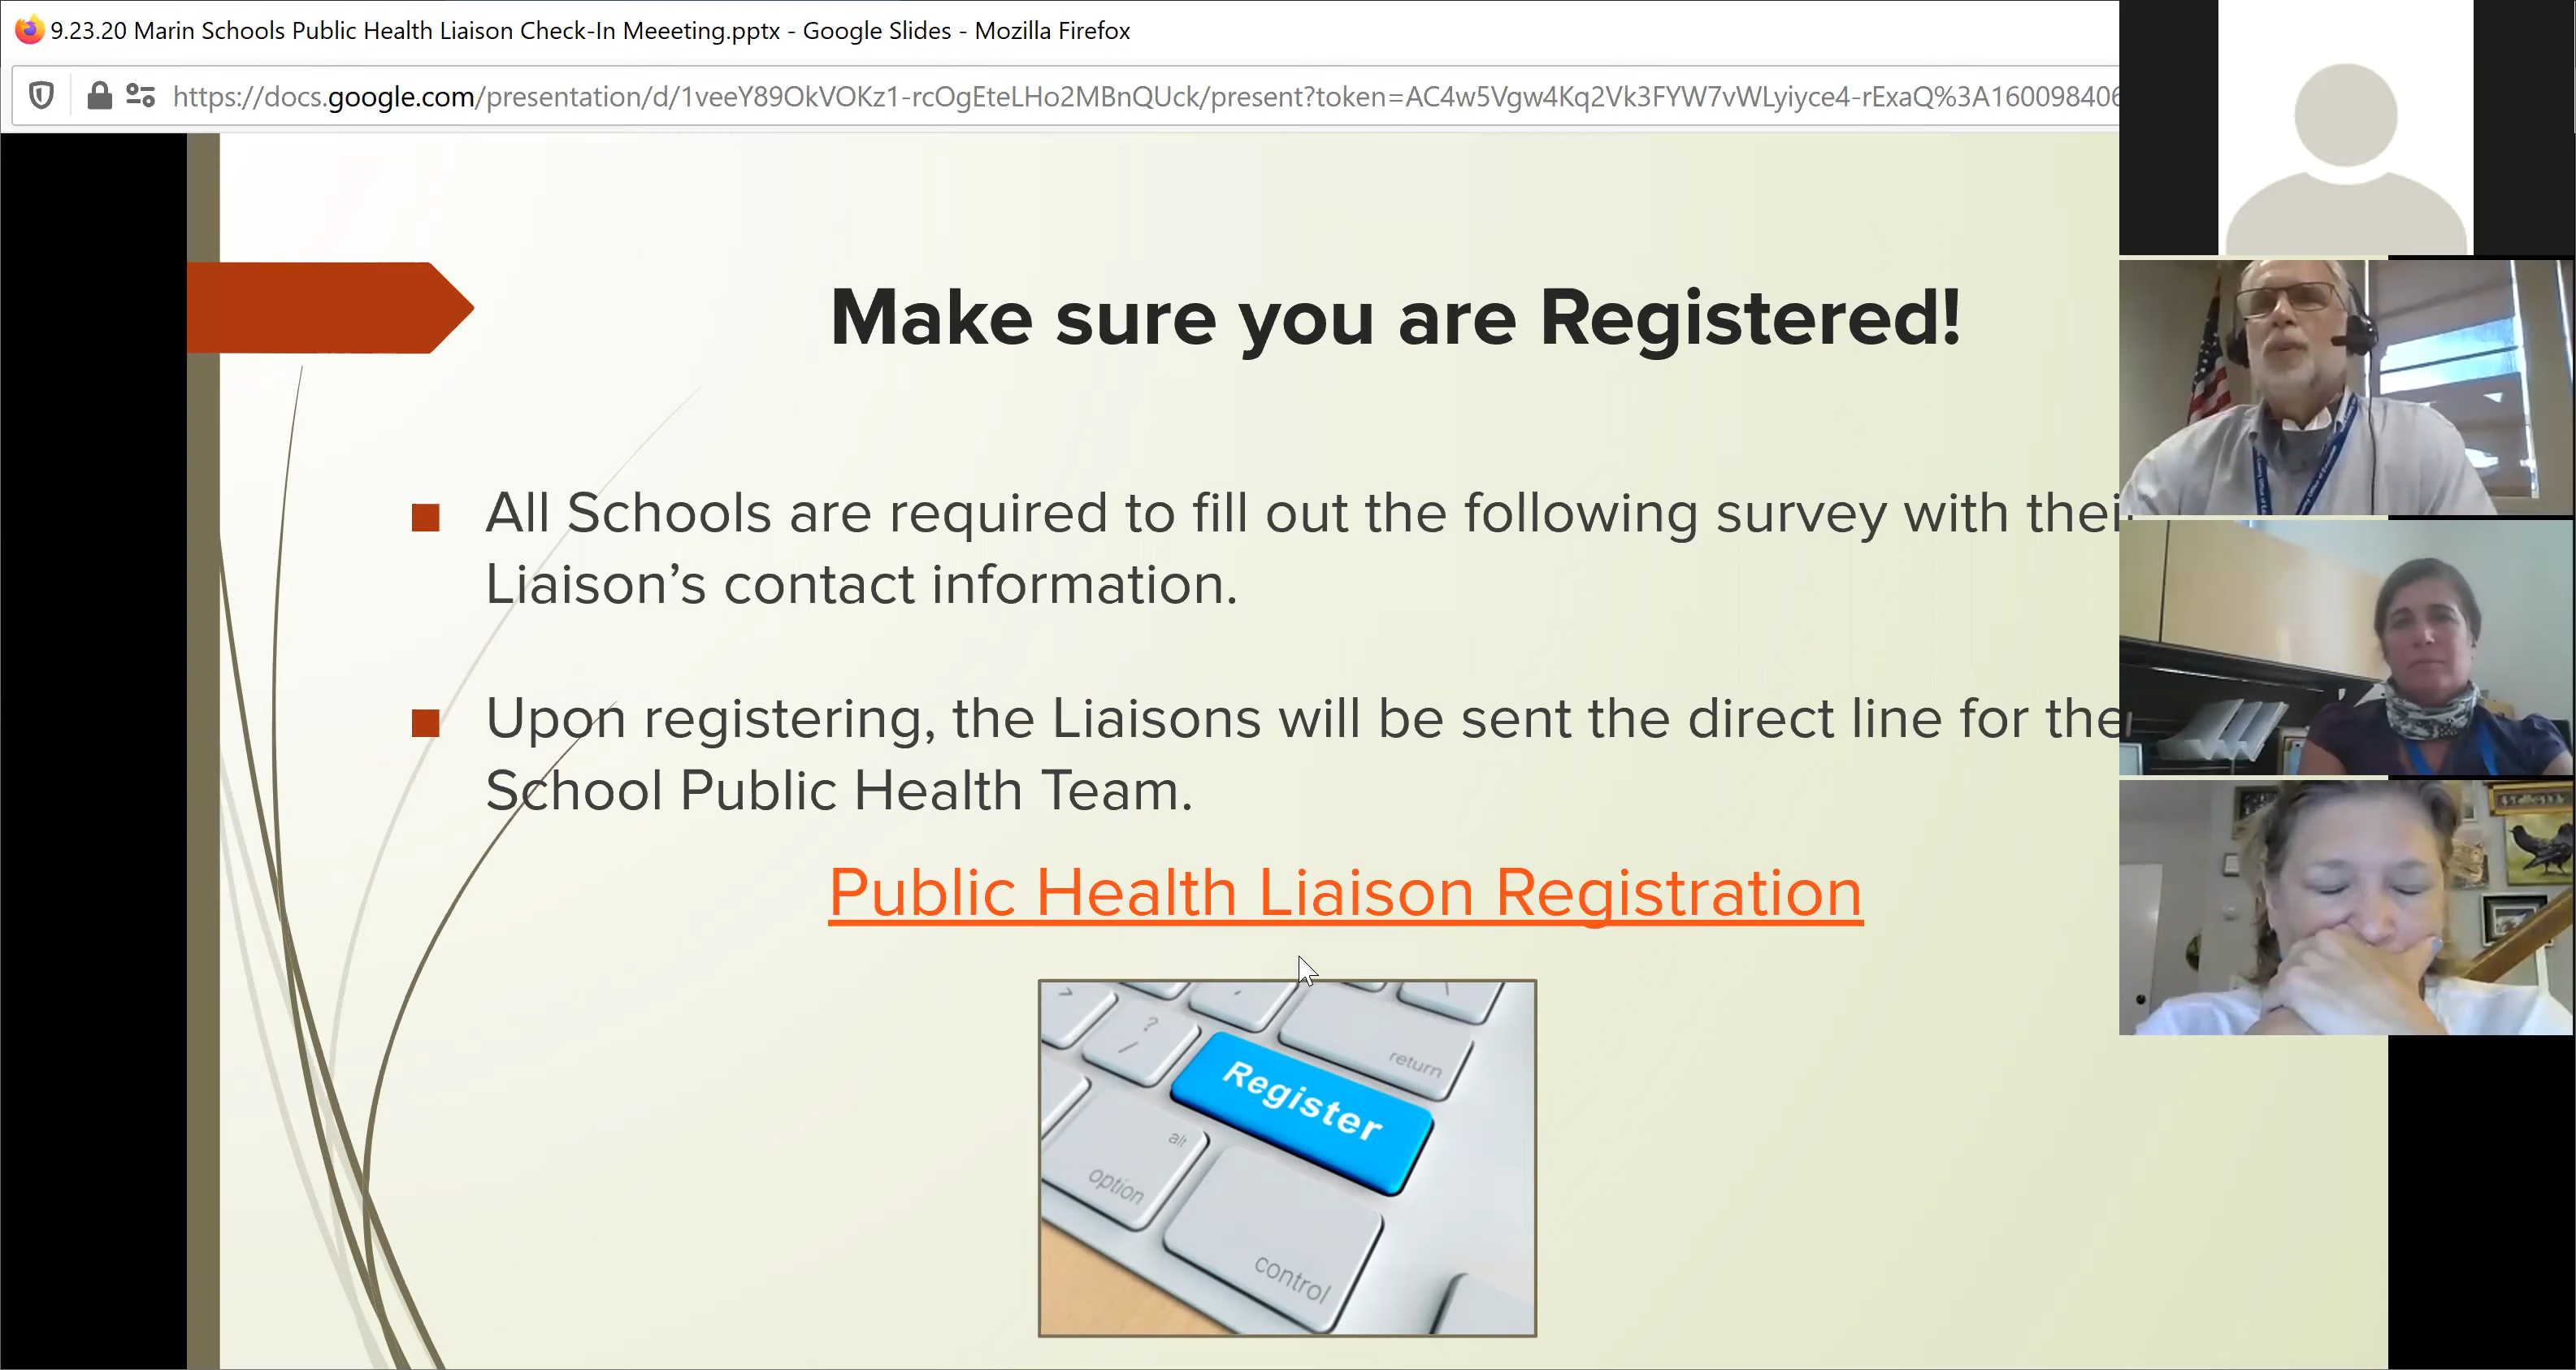 9.23.20 Marin Schools Public Health Liaison Check-In Meeeting.pptx - Google Slides - Mozilla Firefox
https://docs.google.com/presentation/d/1veeY89OkVOKz1-rcOgEteLHo2MBnQUck/present?token=AC4w5Vgw4Kq2Vk3FYW7vWLyiyce4-rExaQ%3A160098406
Make sure you are Registered!
All Schools are required to fill out the following survey with thei
Liaison’s contact information.
Upon registering, the Liaisons will be sent the direct line for the
School Public Health Team.
Public Health Liaison Registration
?
/
return
Register
alt
option
control